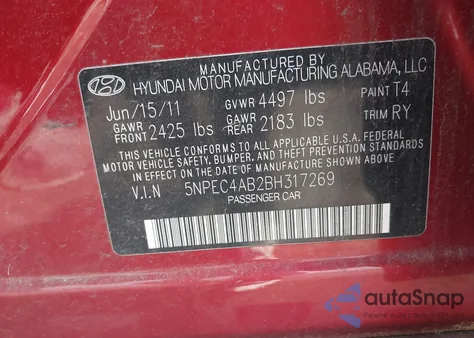 MANUFACTURED BY
HYUNDAI MOTOR MANUFACTURING ALABAMA, LLC
Jun/15/11 GVWR 4497 lbs PAINT T4
GAWR FRONT 2425 lbs GAWR REAR 2183 lbs TRIM RY
THIS VEHICLE CONFORMS TO ALL APPLICABLE FEDERAL
MOTOR VEHICLE SAFETY, BUMPER, AND THEFT PREVENTION
STANDARDS IN EFFECT ON THE DATE OF MANUFACTURE SHOWN ABOVE.
V.I.N 5NPEC4AB2BH317269
PASSENGER CAR
autoSnap